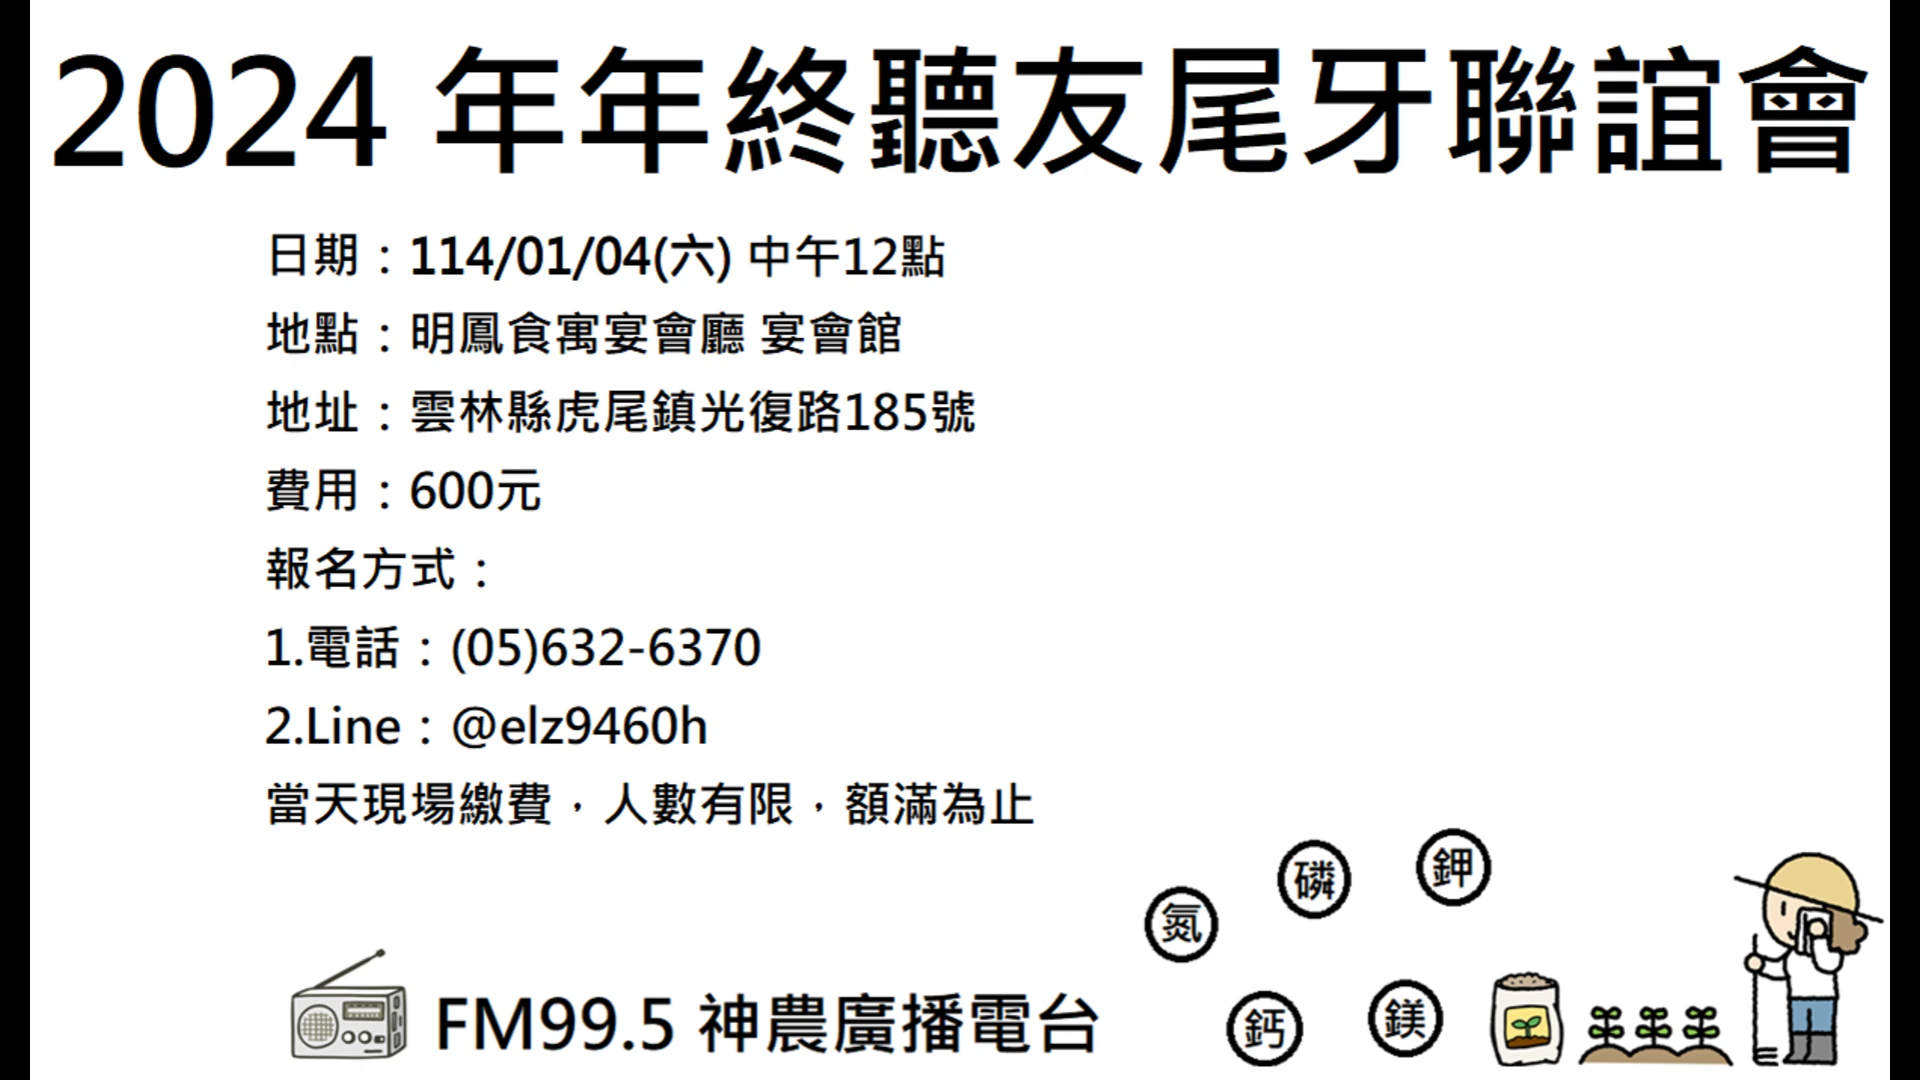 2024 年年終聽友尾牙聯誼會
日期：114/01/04(六) 中午12點
地點：明鳳食寓宴會廳 宴會館
地址：雲林縣虎尾鎮光復路185號
費用：600元
報名方式：
1.電話：(05)632-6370
2.Line：@elz9460h
當天現場繳費，人數有限，額滿為止
氮
磷
鉀
鈣
鎂
FM99.5 神農廣播電台